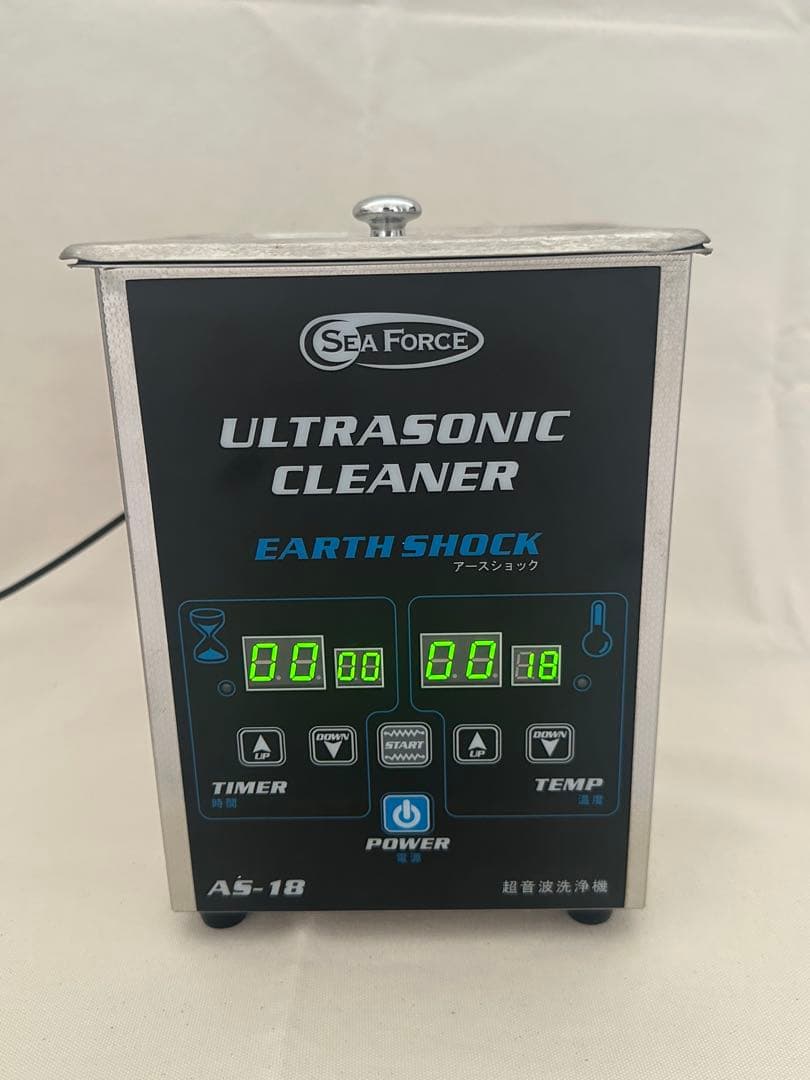 SEA FORCE
ULTRASONIC
CLEANER
EARTH SHOCK
アースショック
00 00
00 18
UP DOWN START UP DOWN
TIMER
時間
TEMP
温度
POWER
電源
AS-18
超音波洗浄機